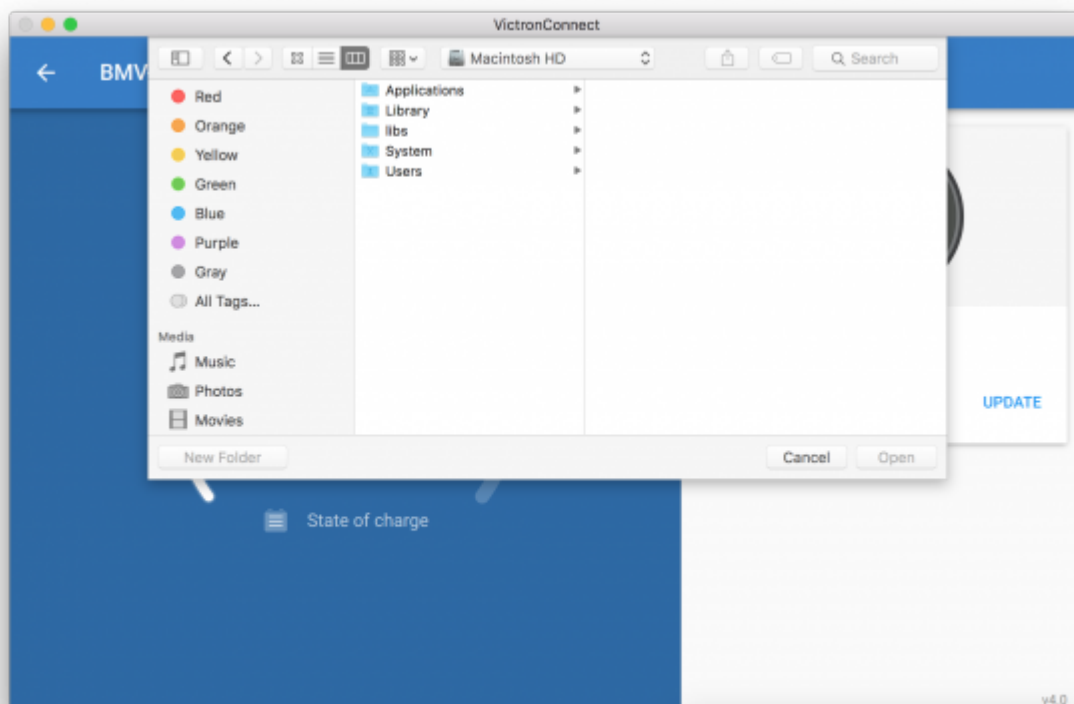 VictronConnect
BMV
Macintosh HD
Search
Red
Orange
Yellow
Green
Blue
Purple
Gray
All Tags...
Media
Music
Photos
Movies
Applications
Library
libs
System
Users
New Folder
Cancel
Open
UPDATE
State of charge
v4.0